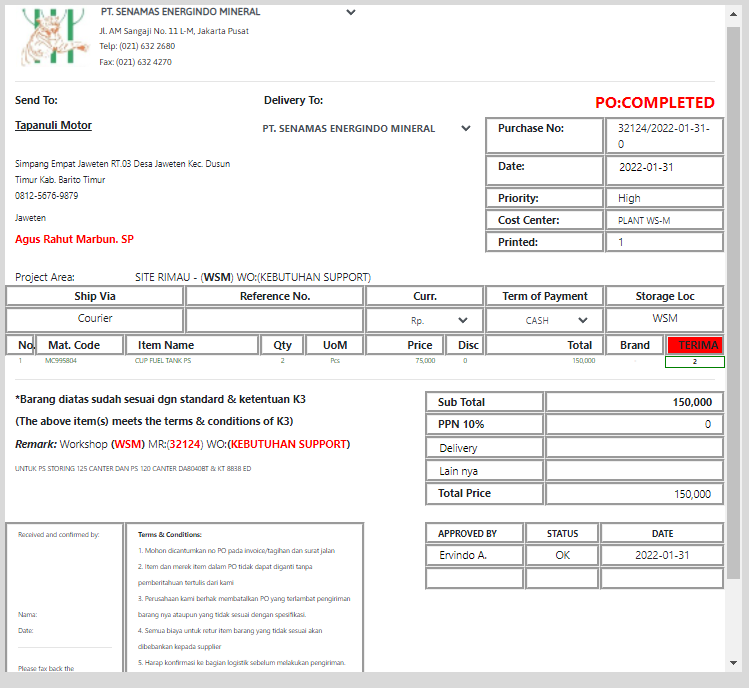 PT. SENAMAS ENERGINDO MINERAL
Jl. AM Sangaji No. 11 L-M, Jakarta Pusat
Telp: (021) 632 2680
Fax: (021) 632 4270
Send To:
Delivery To:
PO:COMPLETED
Tapanuli Motor
PT. SENAMAS ENERGINDO MINERAL
Purchase No: 32124/2022-01-31-
0
Date: 2022-01-31
Priority: High
Cost Center: PLANT WS-M
Printed: 1
Simpang Empat Jaweten RT.03 Desa Jaweten Kec. Dusun
Timur Kab. Barito Timur
0812-5676-9879
Jaweten
Agus Rahut Marbun. SP
Project Area: SITE RIMAU - (WSM) WO:(KEBUTUHAN SUPPORT)
Ship Via Reference No. Curr. Term of Payment Storage Loc
Courier Rp. CASH WSM
No. Mat. Code Item Name Qty UoM Price Disc Total Brand TERIMA
1 MC995804 CUP FUEL TANK PS 2 Pcs 75,000 0 150,000 2
*Barang diatas sudah sesuai dgn standard & ketentuan K3
(The above item(s) meets the terms & conditions of K3)
Remark: Workshop (WSM) MR:(32124) WO:(KEBUTUHAN SUPPORT)
UNTUK PS STORING 125 CANTER DAN PS 120 CANTER DA8040BT & KT 8838 ED
Sub Total 150,000
PPN 10% 0
Delivery
Lain nya
Total Price 150,000
Received and confirmed by:
Name:
Date:
Please fax back the
Terms & Conditions:
1. Mohon dicantumkan no PO pada invoice/tagihan dan surat jalan
2. Item dan merek item dalam PO tidak dapat diganti tanpa
pemberitahuan tertulis dari kami
3. Perusahaan kami berhak membatalkan PO yang terlambat pengiriman
barang nya ataupun yang tidak sesuai dengan spesifikasi.
4. Semua biaya untuk retur item barang yang tidak sesuai akan
dibebankan kepada supplier
5. Harap konfirmasi ke bagian logistik sebelum melakukan pengiriman.
APPROVED BY STATUS DATE
Ervindo A. OK 2022-01-31